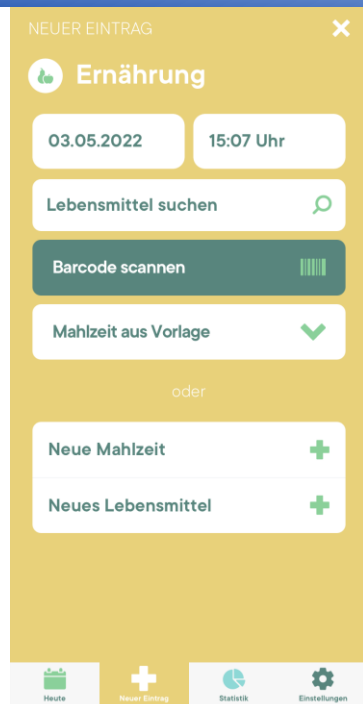 NEUER EINTRAG
Ernährung
03.05.2022 15:07 Uhr
Lebensmittel suchen
Barcode scannen
Mahlzeit aus Vorlage
oder
Neue Mahlzeit
Neues Lebensmittel
Heute Neuer Eintrag Statistik Einstellungen